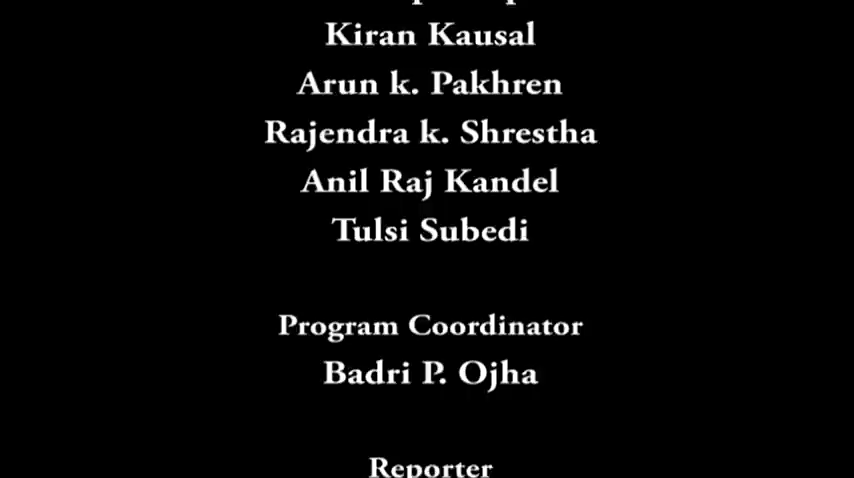 Kiran Kausal
Arun k. Pakhren
Rajendra k. Shrestha
Anil Raj Kandel
Tulsi Subedi
Program Coordinator
Badri P. Ojha
Reporter